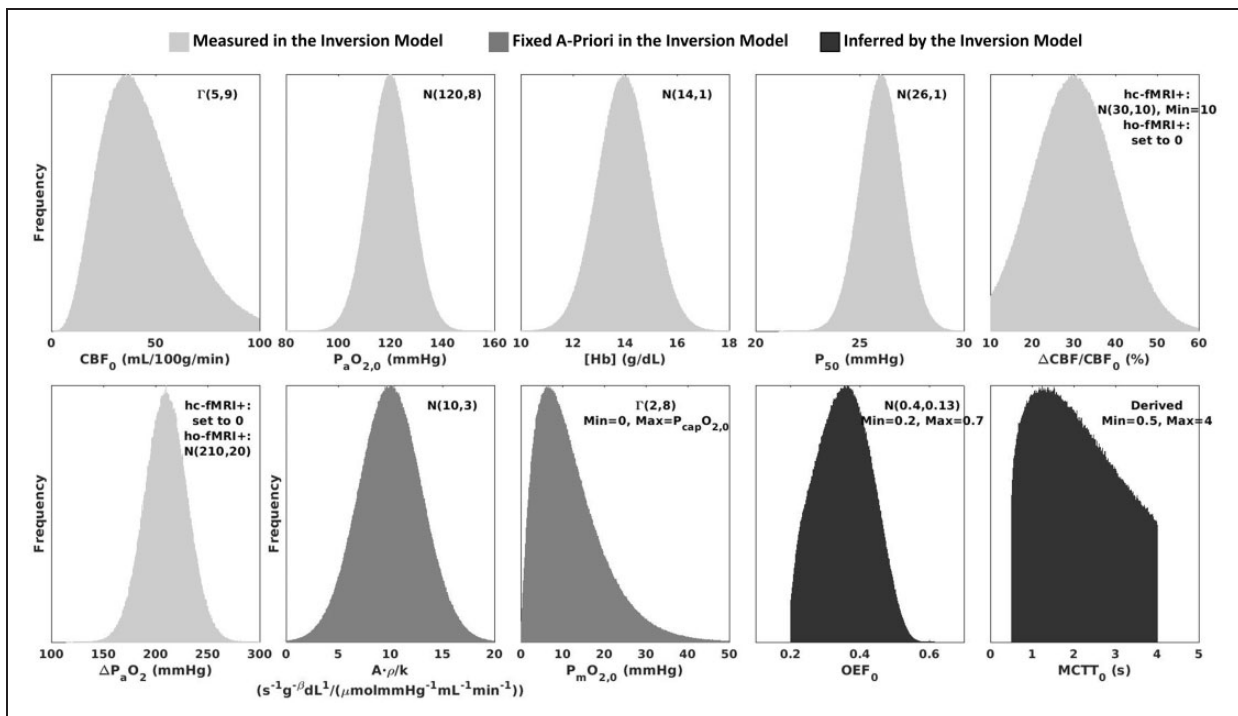 Measured in the Inversion Model
Fixed A-Priori in the Inversion Model
Inferred by the Inversion Model
Frequency
Γ(5,9)
0 50 100
CBF₀ (mL/100g/min)
N(120,8)
80 100 120 140 160
PₐO₂,₀ (mmHg)
N(14,1)
10 12 14 16 18
[Hb] (g/dL)
N(26,1)
20 25 30
P₅₀ (mmHg)
hc-fMRI+:
N(30,10), Min=10
ho-fMRI+:
set to 0
10 20 30 40 50 60
ΔCBF/CBF₀ (%)
Frequency
hc-fMRI+:
set to 0
ho-fMRI+:
N(210,20)
100 150 200 250 300
ΔPₐO₂ (mmHg)
Frequency
N(10,3)
0 5 10 15 20
A·ρ/k
(s⁻¹g⁻ᵝdL¹/(μmolmmHg⁻¹mL⁻¹min⁻¹))
Γ(2,8)
Min=0, Max=P_capO₂,₀
0 10 20 30 40 50
PₘO₂,₀ (mmHg)
N(0.4,0.13)
Min=0.2, Max=0.7
0.2 0.4 0.6
OEF₀
Derived
Min=0.5, Max=4
0 1 2 3 4 5
MCTT₀ (s)